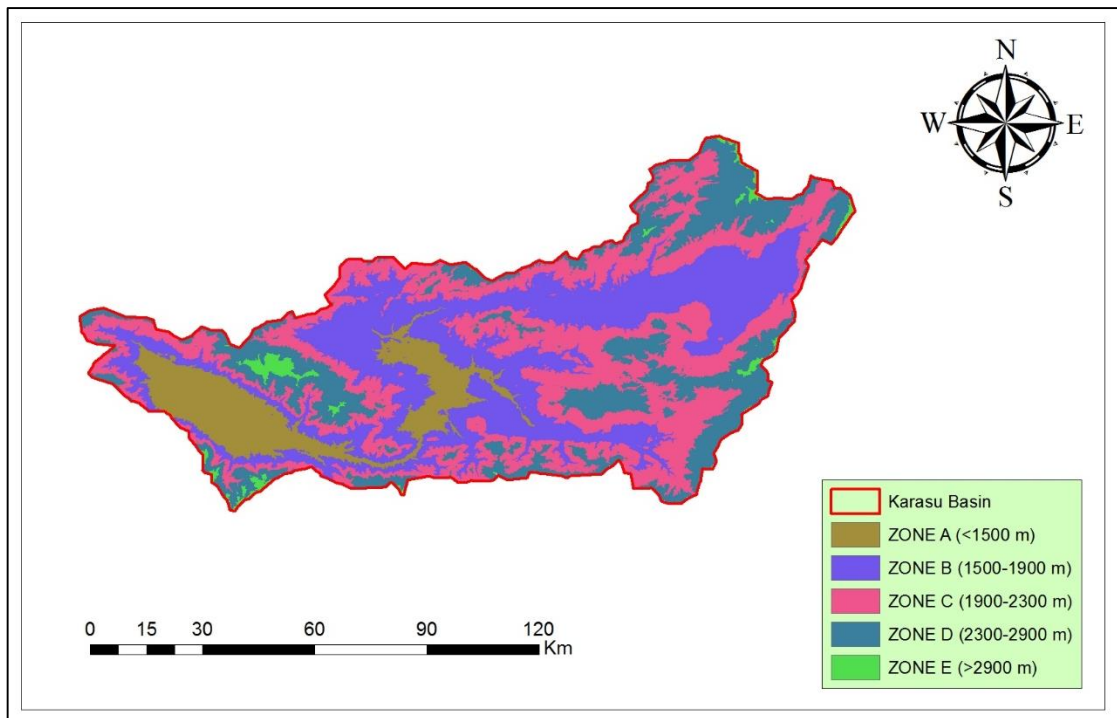 N
W E
S
Karasu Basin
ZONE A (<1500 m)
ZONE B (1500-1900 m)
ZONE C (1900-2300 m)
ZONE D (2300-2900 m)
ZONE E (>2900 m)
0 15 30 60 90 120
Km